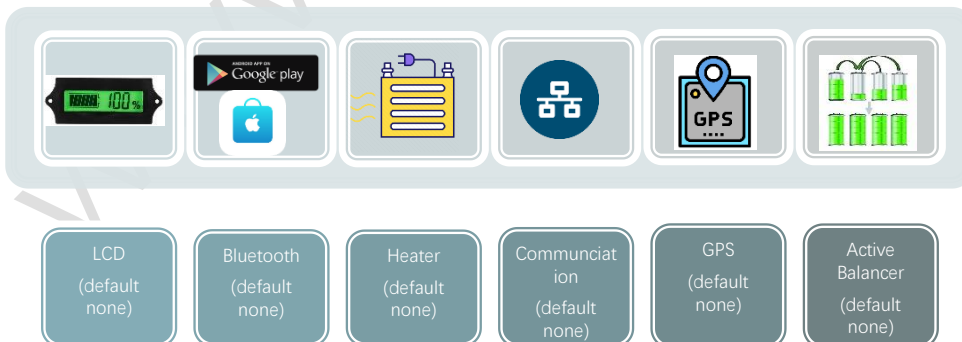 100%
ANDROID APP ON
Google play
GPS
LCD
(default
none)
Bluetooth
(default
none)
Heater
(default
none)
Communciat
ion
(default
none)
GPS
(default
none)
Active
Balancer
(default
none)